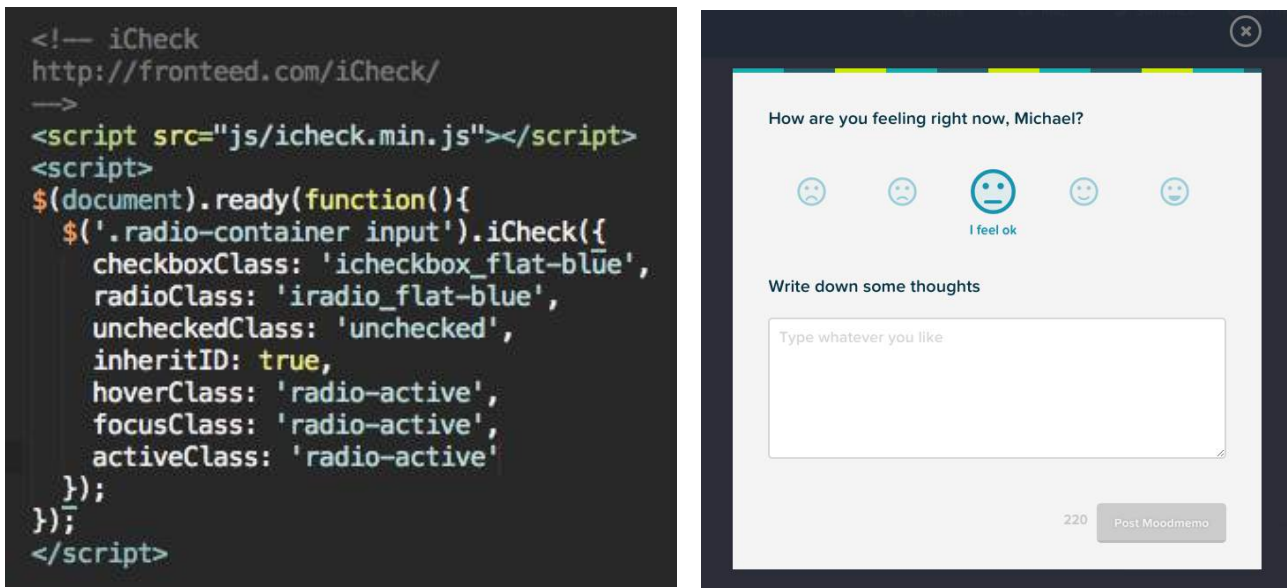 <!-- iCheck
http://fronteed.com/iCheck/
-->
<script src="js/icheck.min.js"></script>
<script>
$(document).ready(function(){
  $('.radio-container input').iCheck({
    checkboxClass: 'icheckbox_flat-blue',
    radioClass: 'iradio_flat-blue',
    uncheckedClass: 'unchecked',
    inheritID: true,
    hoverClass: 'radio-active',
    focusClass: 'radio-active',
    activeClass: 'radio-active'
  });
});
</script>
How are you feeling right now, Michael?
I feel ok
Write down some thoughts
Type whatever you like
220 Post Moodmemo